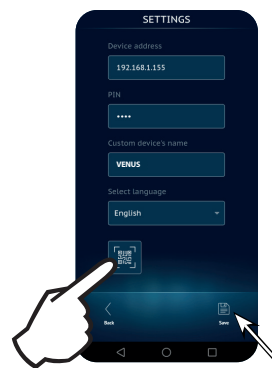 SETTINGS
Device address
192.168.1.155
PIN
••••
Custom device's name
VENUS
Select language
English
Back
Save